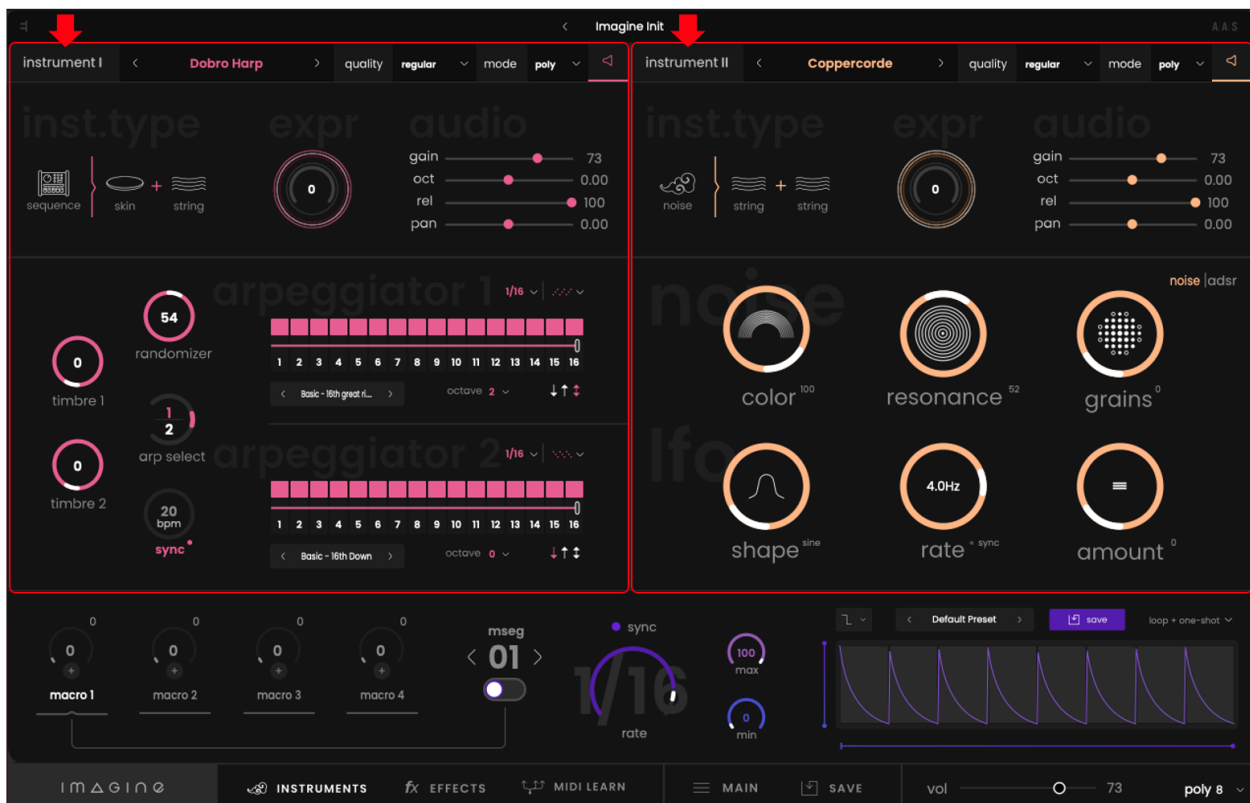 Imagine Init
A.A.S
instrument I
Dobro Harp
quality regular mode poly
inst.type expr audio
sequence
skin + string
0
gain 73
oct 0.00
rel 100
pan 0.00
arpeggiator 1
1/16
54
randomizer
0
timbre 1
1 2 3 4 5 6 7 8 9 10 11 12 13 14 15 16
Basic - 16th great ri...
octave 2
1
2
arp select
arpeggiator 2
1/16
0
timbre 2
20
bpm
sync
1 2 3 4 5 6 7 8 9 10 11 12 13 14 15 16
Basic - 16th Down
octave 0
instrument II
Coppercorde
quality regular mode poly
inst.type expr audio
noise
string + string
0
gain 73
oct 0.00
rel 100
pan 0.00
noise |adsr
noise
color 100
resonance 52
grains 0
lfo
4.0Hz
shape sine
rate sync
amount 0
0 0 0 0
0 0 0 0
+ + + +
macro 1 macro 2 macro 3 macro 4
mseg
01
sync
1/16
rate
100
max
0
min
Default Preset
save
loop + one-shot
IMAGINE
INSTRUMENTS
fx EFFECTS
MIDI LEARN
MAIN
SAVE
vol 73
poly 8